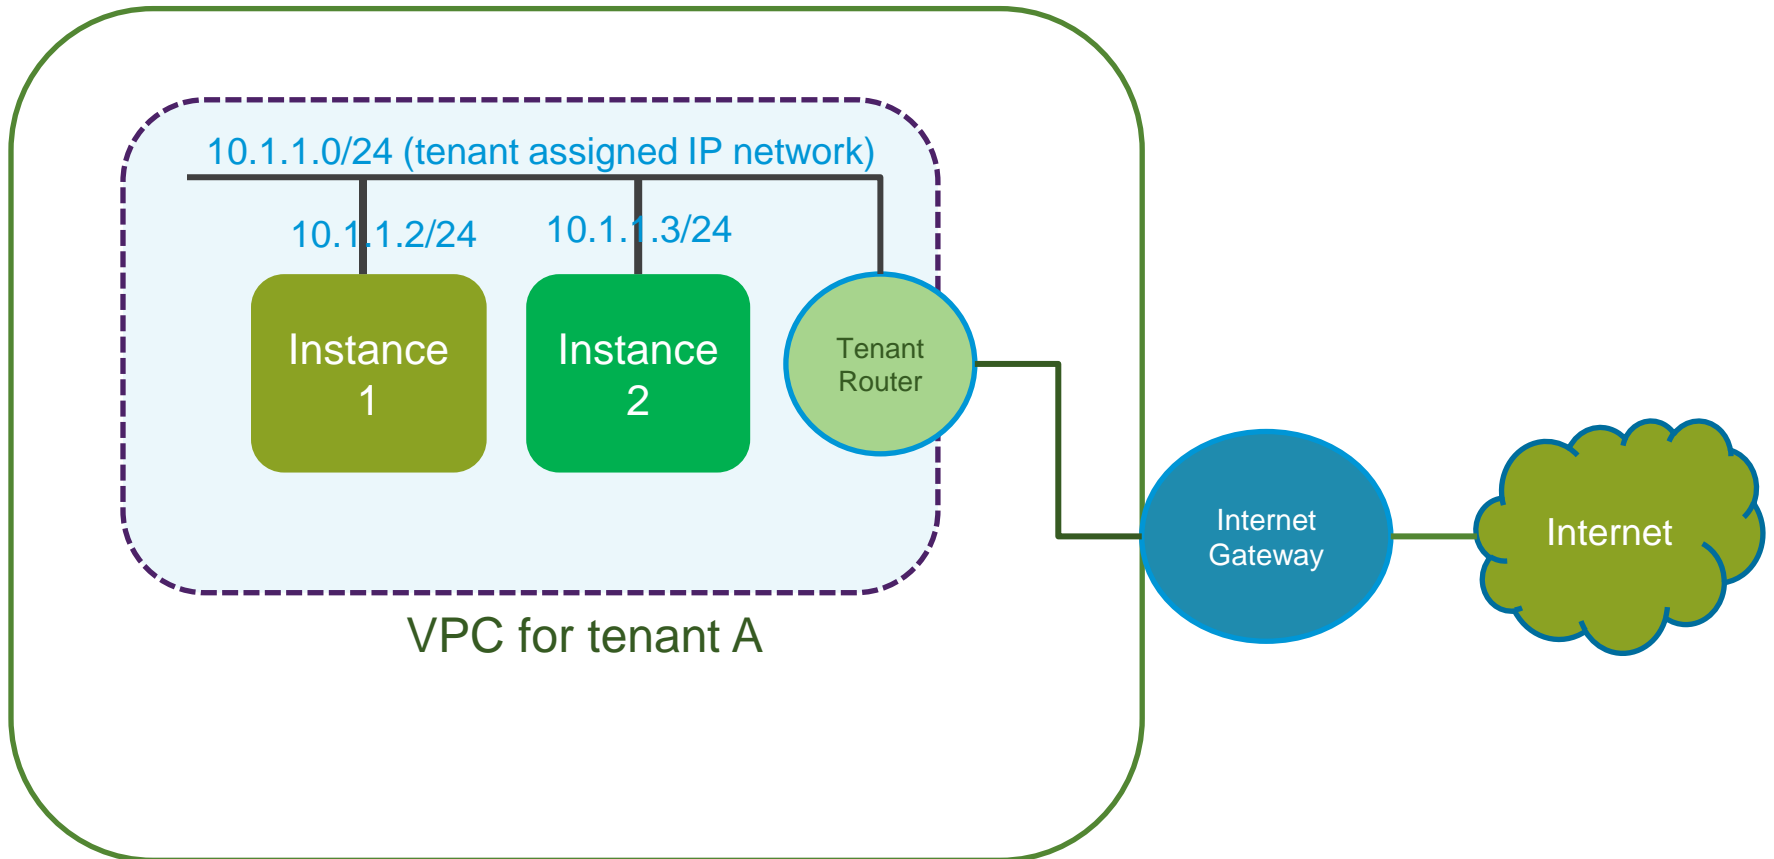 10.1.1.0/24 (tenant assigned IP network)
10.1.1.2/24
10.1.1.3/24
Instance
1
Instance
2
Tenant
Router
Internet
Gateway
Internet
VPC for tenant A